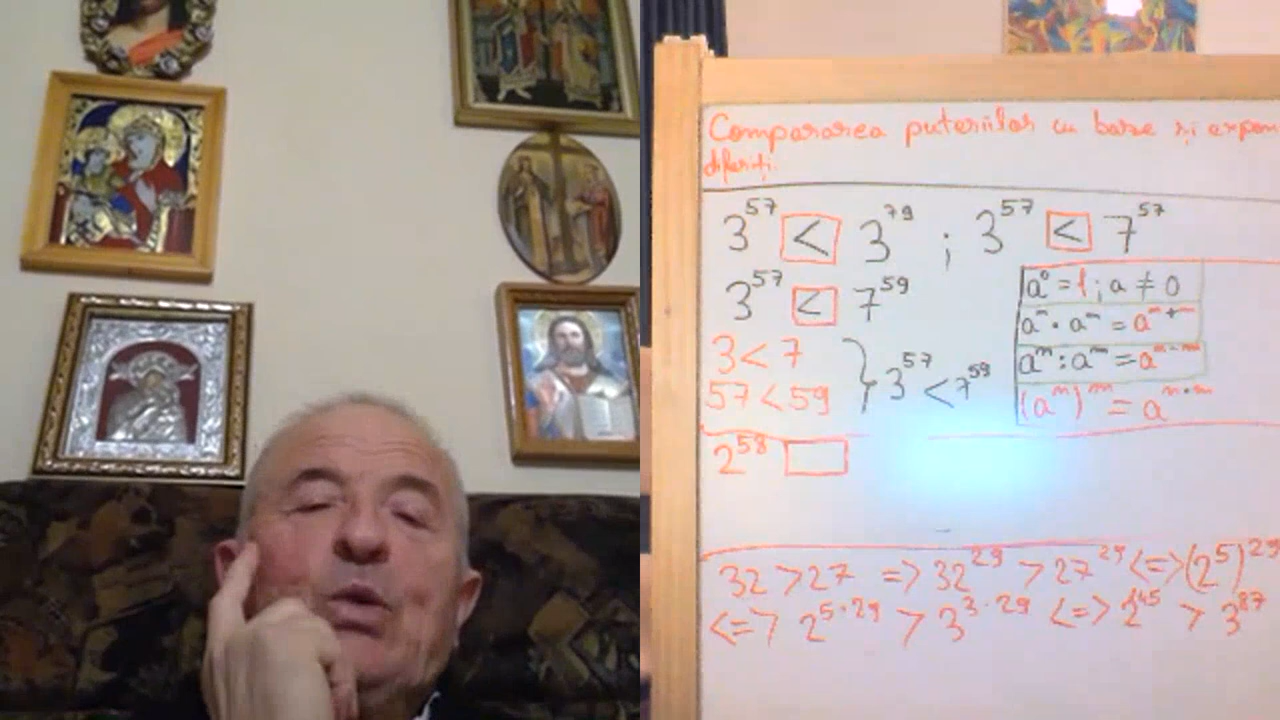 Compararea puteriilor cu baze și expon
diferiți.
3^57 < 3^79 ; 3^57 < 7^57
3^57 < 7^59
3 < 7
57 < 59
} 3^57 < 7^59
a^0 = 1 ; a ≠ 0
a^m · a^n = a^m+n
a^m : a^n = a^m-n
(a^m)^n = a^m·n
2^58
32 > 27 => 32^29 > 27^29 <=> (2^5)^29
<=> 2^5·29 > 3^3·29 <=> 2^145 > 3^87